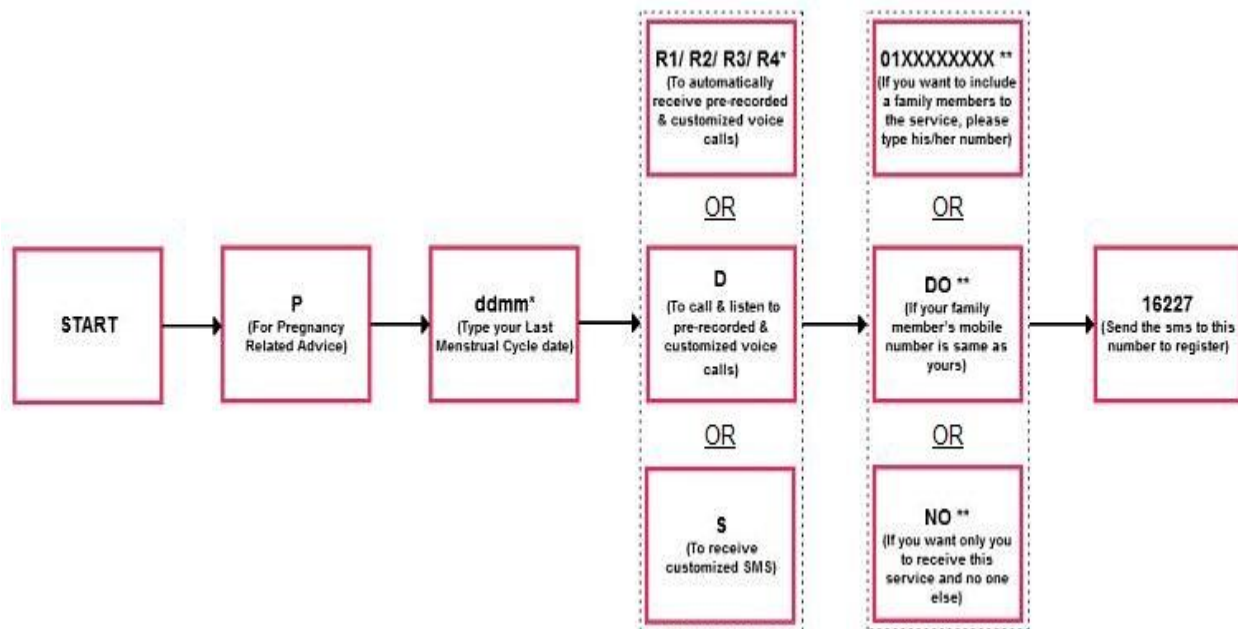 START
P
(For Pregnancy
Related Advice)
ddmm*
(Type your Last
Menstrual Cycle date)
R1/ R2/ R3/ R4*
(To automatically
receive pre-recorded
& customized voice
calls)
OR
D
(To call & listen to
pre-recorded &
customized voice
calls)
OR
S
(To receive
customized SMS)
01XXXXXXXX **
(If you want to include
a family members to
the service, please
type his/her number)
OR
DO **
(if your family
member's mobile
number is same as
yours)
OR
NO **
(If you want only you
to receive this
service and no one
else)
16227
(Send the sms to this
number to register)